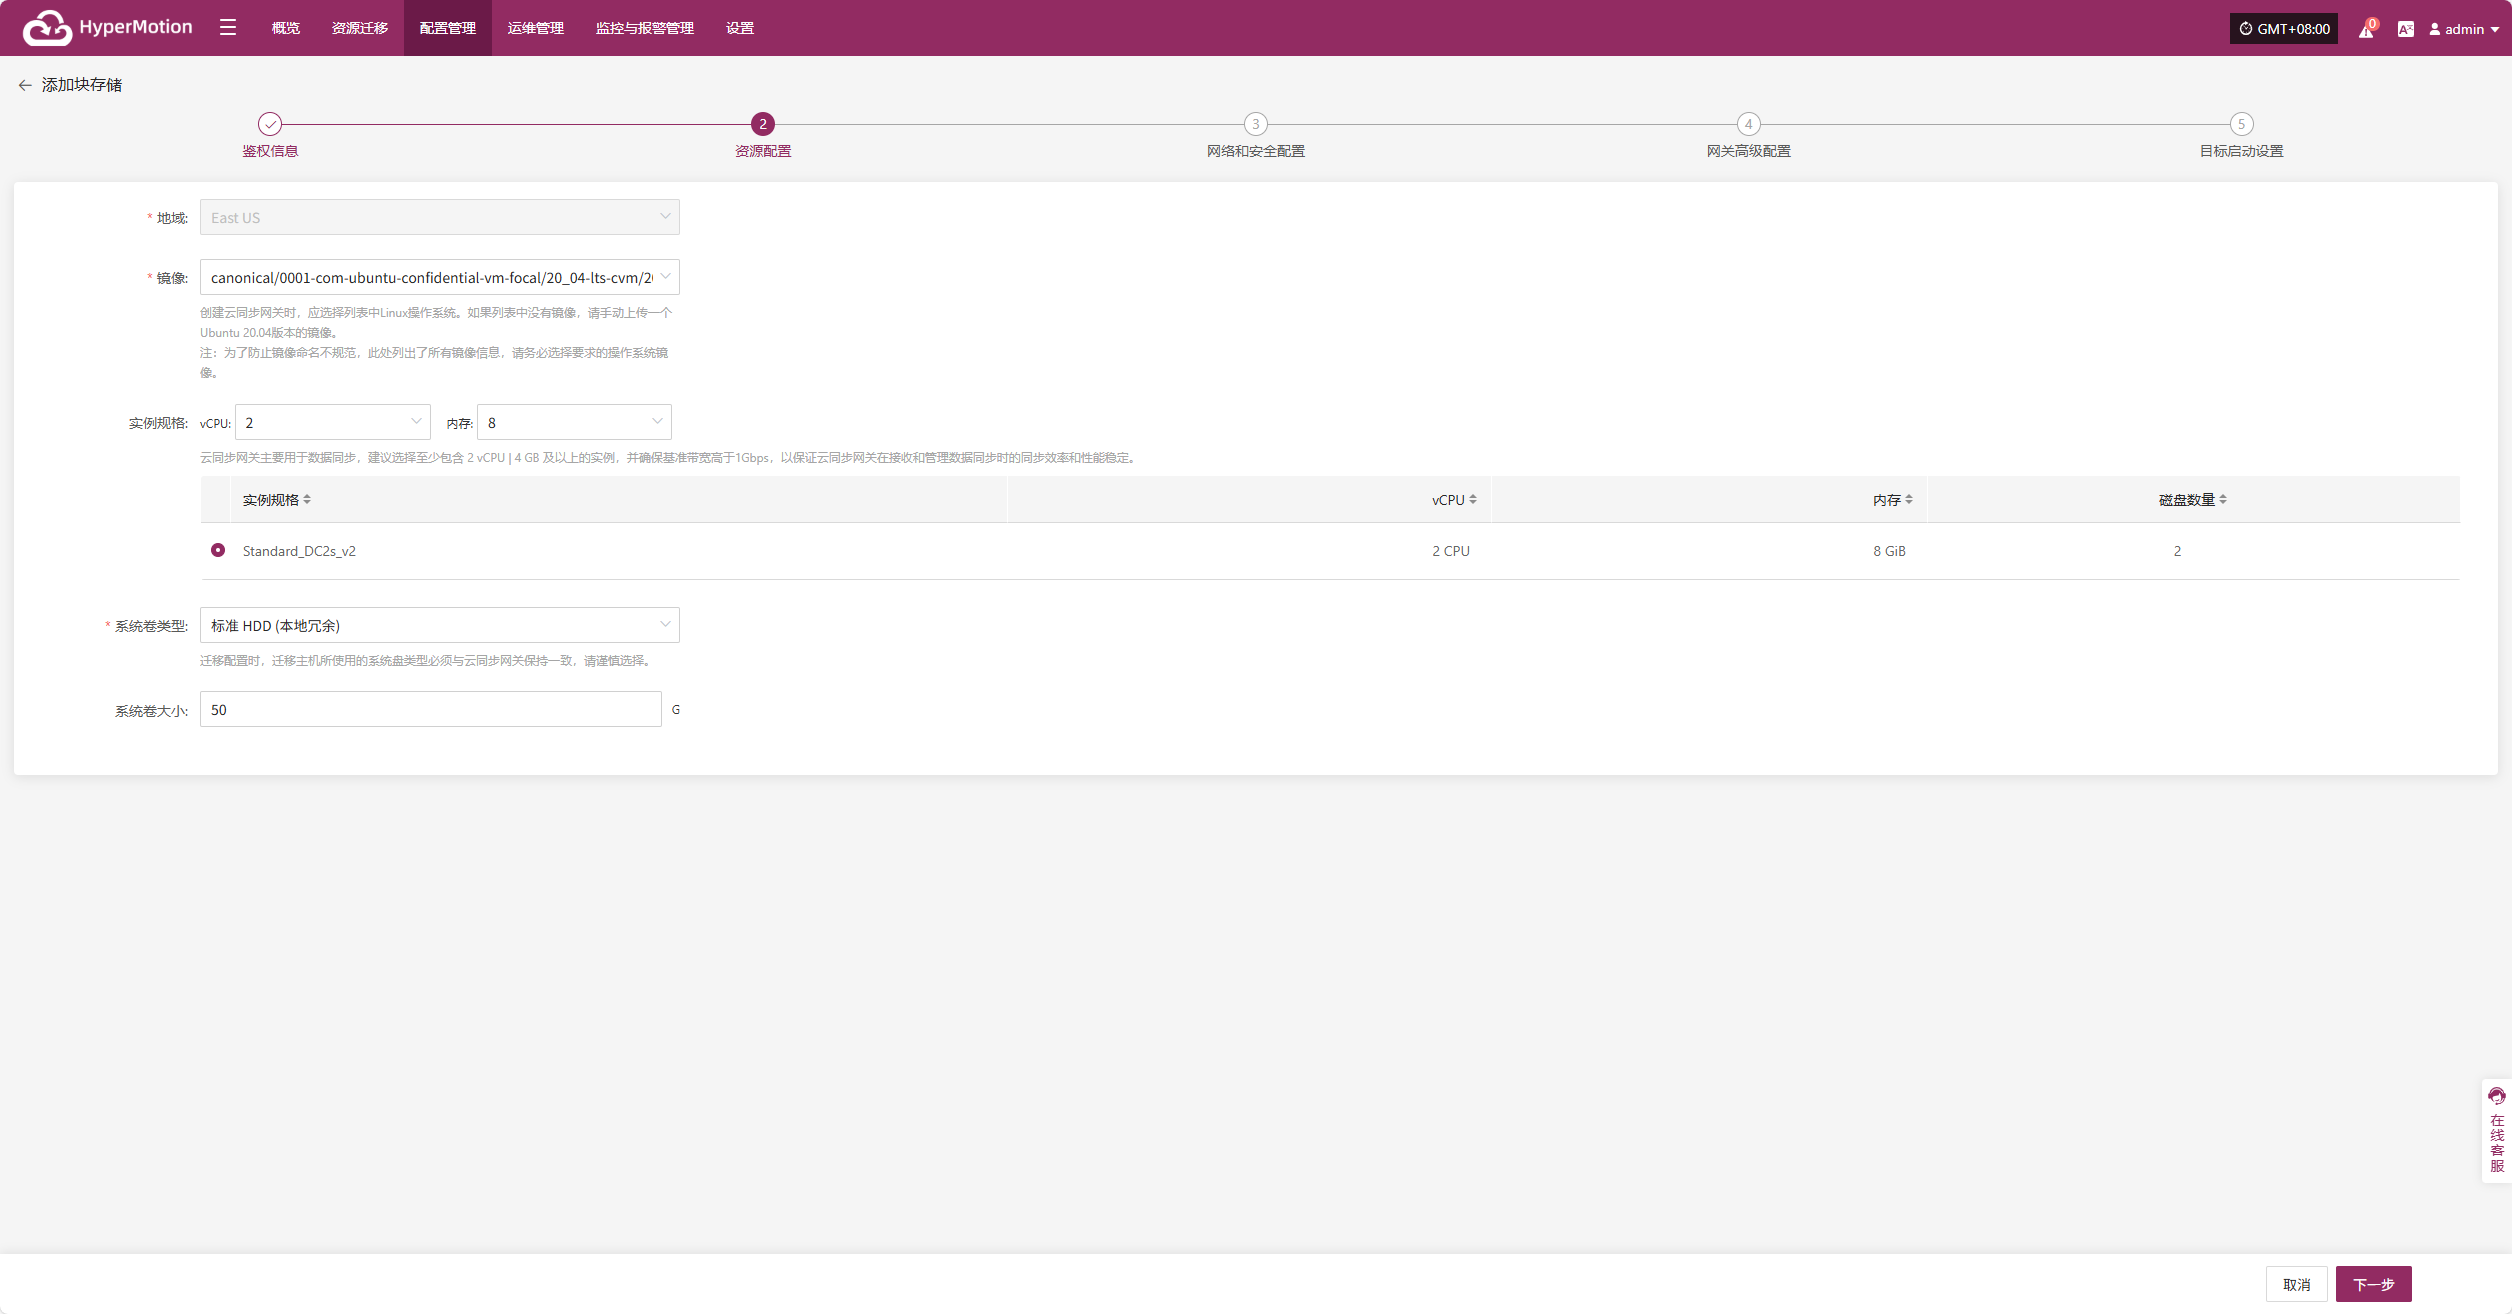 HyperMotion
概览
资源迁移
配置管理
运维管理
监控与报警管理
设置
GMT+08:00
0
admin
添加块存储
2
3
4
5
鉴权信息
资源配置
网络和安全配置
网关高级配置
目标启动设置
* 地域:
East US
* 镜像:
canonical/0001-com-ubuntu-confidential-vm-focal/20_04-lts-cvm/20
创建云同步网关时，应选择列表中Linux操作系统。如果列表中没有镜像，请手动上传一个
Ubuntu 20.04版本的镜像。
注：为了防止镜像命名不规范，此处列出了所有镜像信息，请务必选择要求的操作系统镜
像。
实例规格: vCPU: 2 内存: 8
云同步网关主要用于数据同步，建议选择至少包含 2 vCPU | 4 GB 及以上的实例，并确保基准带宽高于1Gbps，以保证云同步网关在接收和管理数据同步时的同步效率和性能稳定。
实例规格 vCPU 内存 磁盘数量
Standard_DC2s_v2 2 CPU 8 GiB 2
* 系统卷类型:
标准 HDD (本地冗余)
迁移配置时，迁移主机所使用的系统盘类型必须与云同步网关保持一致，请谨慎选择。
系统卷大小: 50 G
在线客服
取消
下一步